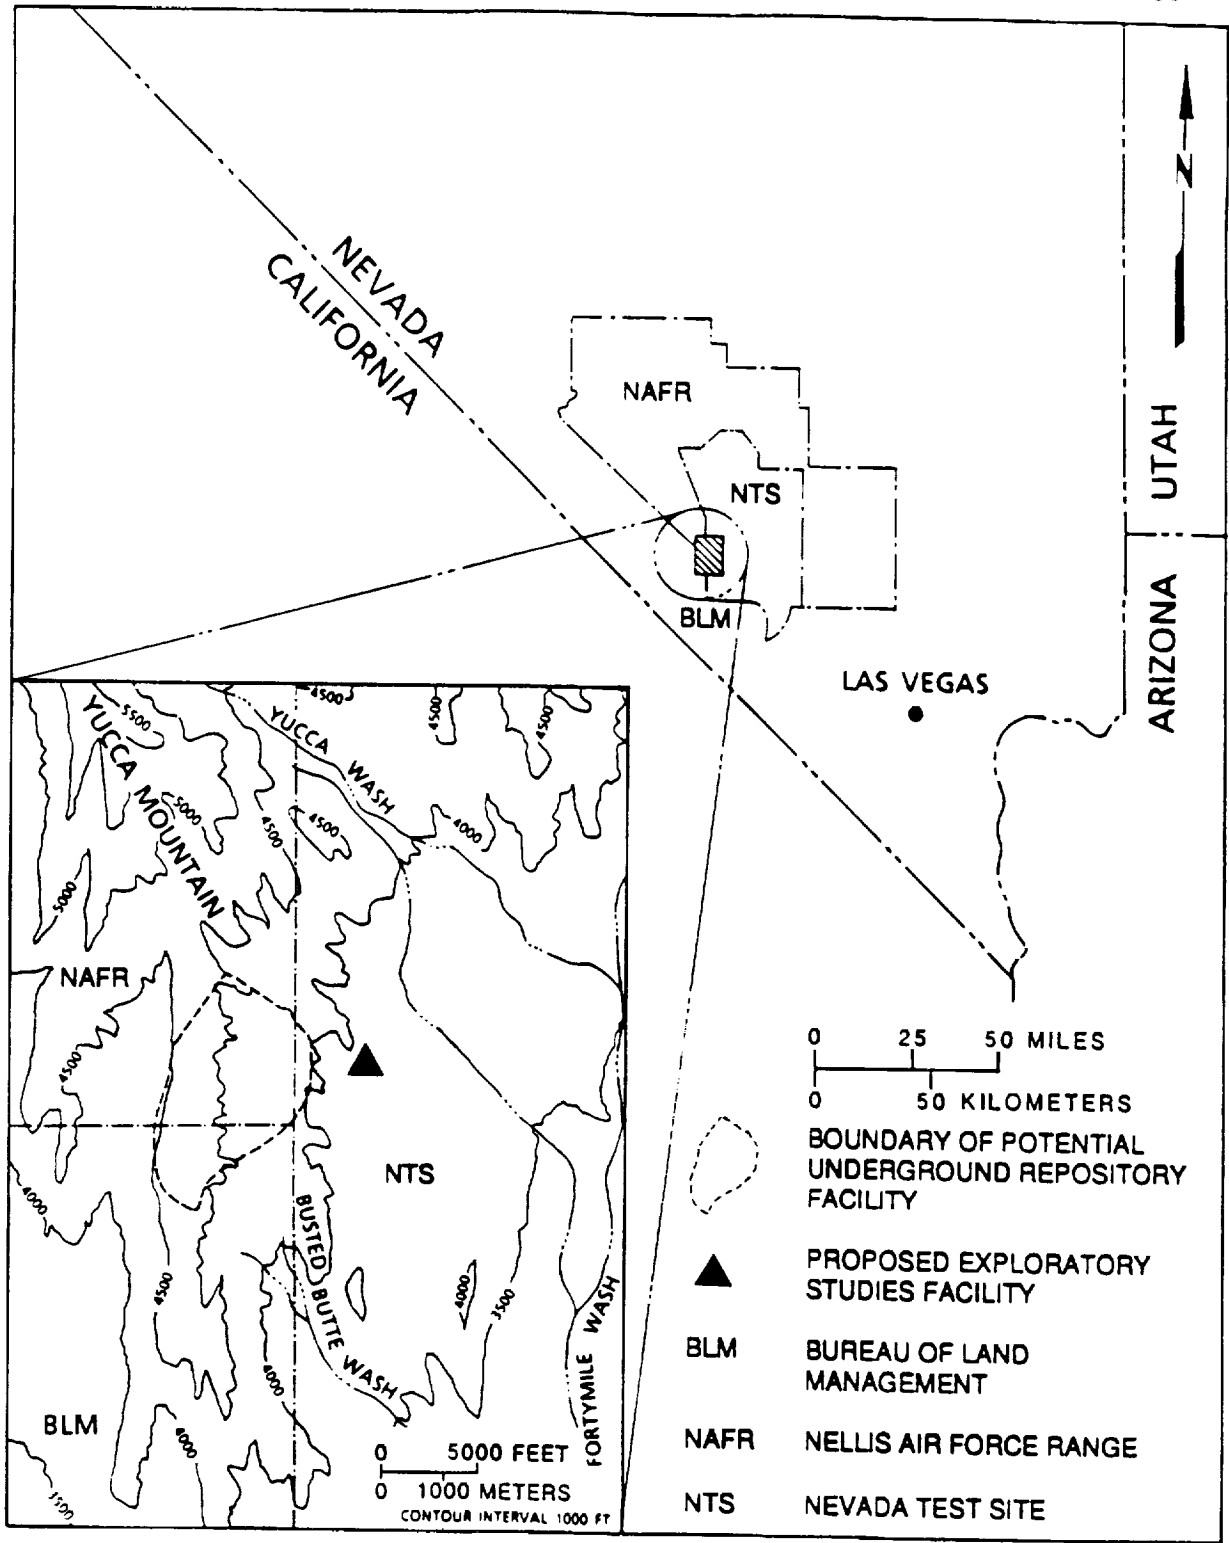 N
NEVADA
CALIFORNIA
NAFR
UTAH
NTS
BLM
ARIZONA
LAS VEGAS
4500
5500
YUCCA MOUNTAIN
YUCCA WASH
4500
4500
5000
4500
4500
4000
5000
NAFR
4500
NTS
4000
BUSTED BUTTE WASH
4500
4000
3500
4000
FORTYMILE WASH
BLM
4000
3500
0 5000 FEET
0 1000 METERS
CONTOUR INTERVAL 1000 FT
0 25 50 MILES
0 50 KILOMETERS
BOUNDARY OF POTENTIAL
UNDERGROUND REPOSITORY
FACILITY
PROPOSED EXPLORATORY
STUDIES FACILITY
BLM BUREAU OF LAND
MANAGEMENT
NAFR NELLIS AIR FORCE RANGE
NTS NEVADA TEST SITE